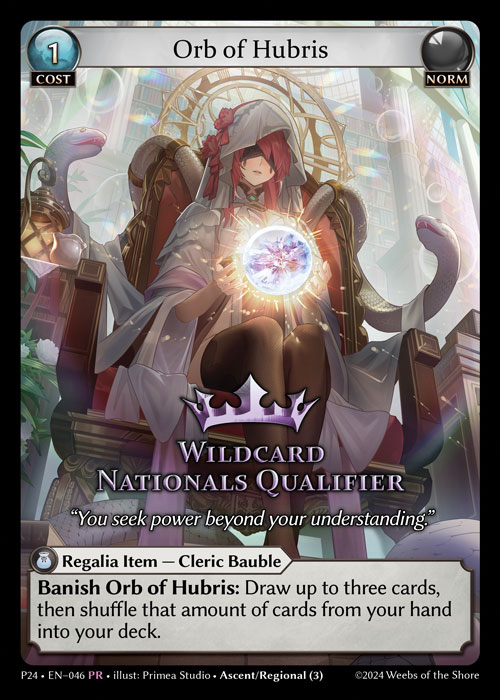 1
COST
Orb of Hubris
NORM
WILDCARD
NATIONALS QUALIFIER
“You seek power beyond your understanding.”
Regalia Item — Cleric Bauble
Banish Orb of Hubris: Draw up to three cards,
then shuffle that amount of cards from your hand
into your deck.
P24 • EN–046 PR • illust: Primea Studio • Ascent/Regional (3) ©2024 Weebs of the Shore